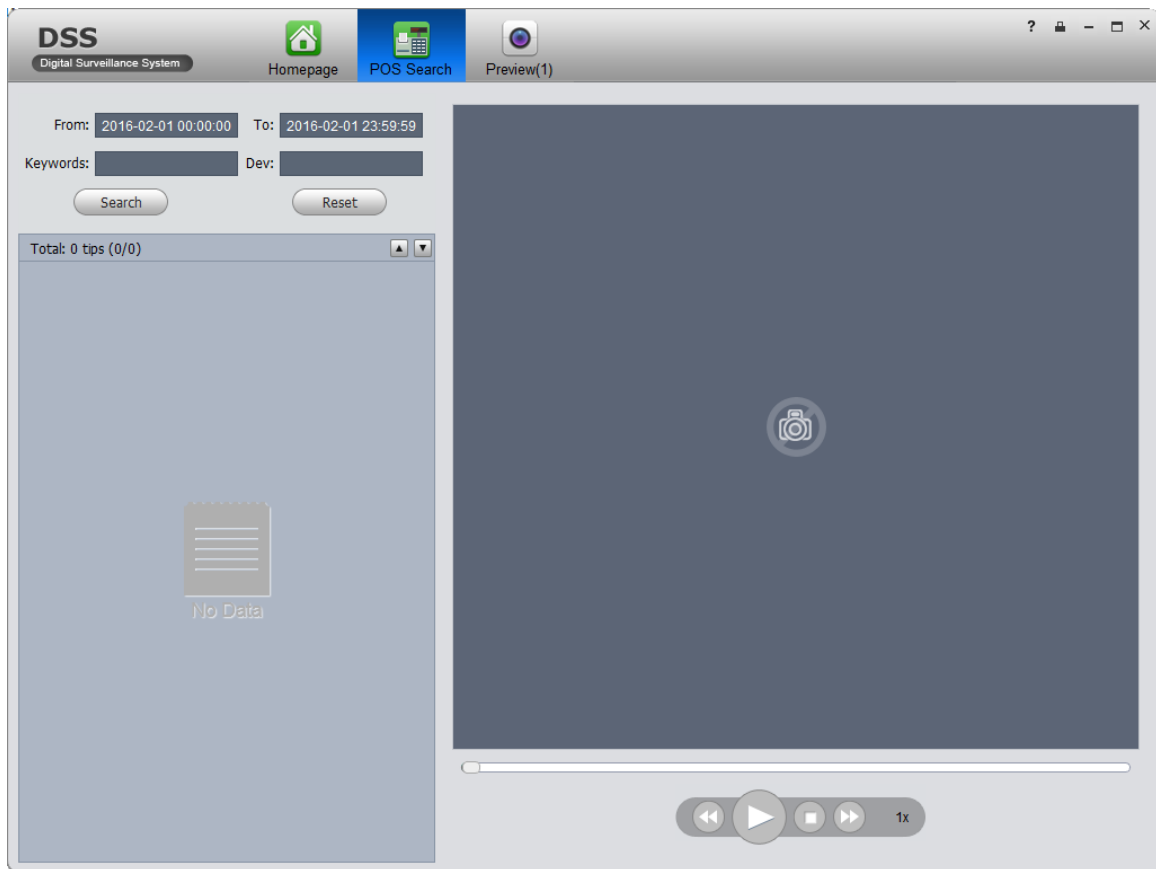 DSS
Digital Surveillance System
Homepage
POS Search
Preview(1)
?
From: 2016-02-01 00:00:00 To: 2016-02-01 23:59:59
Keywords: Dev:
Search Reset
Total: 0 tips (0/0)
No Data
1x